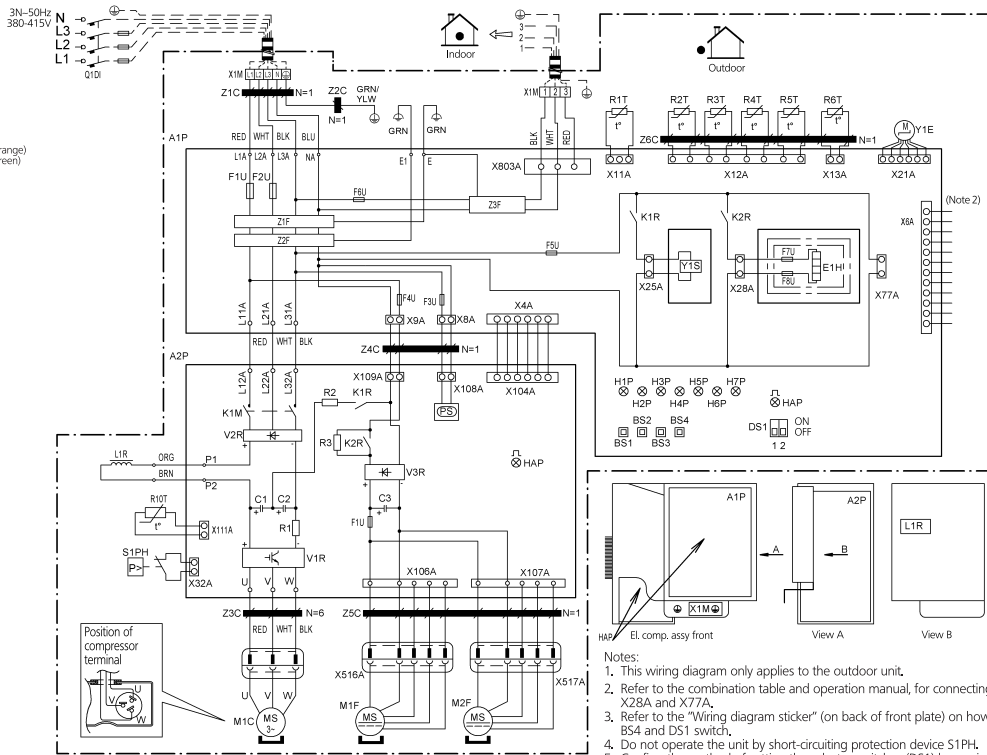 3N~50Hz
380-415V
N
L3
L2
L1
Q1DI
3
2
1
Indoor
Outdoor
X1M L1 L2 L3 N
Z1C N=1
Z2C
N=1
GRN/
YLW
GRN GRN
X1M 1 2 3
BLK WHT RED
R1T R2T R3T R4T R5T R6T
t° t° t° t° t° t°
Z6C N=1
M Y1E
X11A X12A X13A X21A
range)
reen)
A1P
RED WHT BLK BLU
L1A L2A L3A NA
E1 E
X803A
F1U F2U
F6U
Z3F
Z1F
Z2F
F5U
K1R K2R
X6A
(Note 2)
Y1S
F7U
F8U
E1H
X25A X28A X77A
F4U F3U
X9A X8A
X4A
L11A L21A L31A
RED WHT BLK
Z4C N=1
A2P
L12A L22A L32A
X109A X108A X104A
PS
K1M
R2 K1R
V2R
R3 K2R
V3R
HAP
H1P H3P H5P H7P
H2P H4P H6P
HAP
BS2 BS4
BS1 BS3
DS1 ON
OFF
1 2
L1R
ORG P1
BRN P2
R10T
t°
X111A
C1 C2
R1
C3
F1U
S1PH
P>
X32A
V1R
U V W
X106A X107A
Z3C N=6
Z5C N=1
RED WHT BLK
X516A X517A
U V W
M1C MS
3~
M1F MS
M2F MS
Position of
compressor
terminal
U
V
W
A1P
A
A2P
B
L1R
X1M
HAP
El. comp. assy front
View A
View B
Notes:
1. This wiring diagram only applies to the outdoor unit.
2. Refer to the combination table and operation manual, for connecting
X28A and X77A.
3. Refer to the "Wiring diagram sticker" (on back of front plate) on how
BS4 and DS1 switch.
4. Do not operate the unit by short-circuiting protection device S1PH.